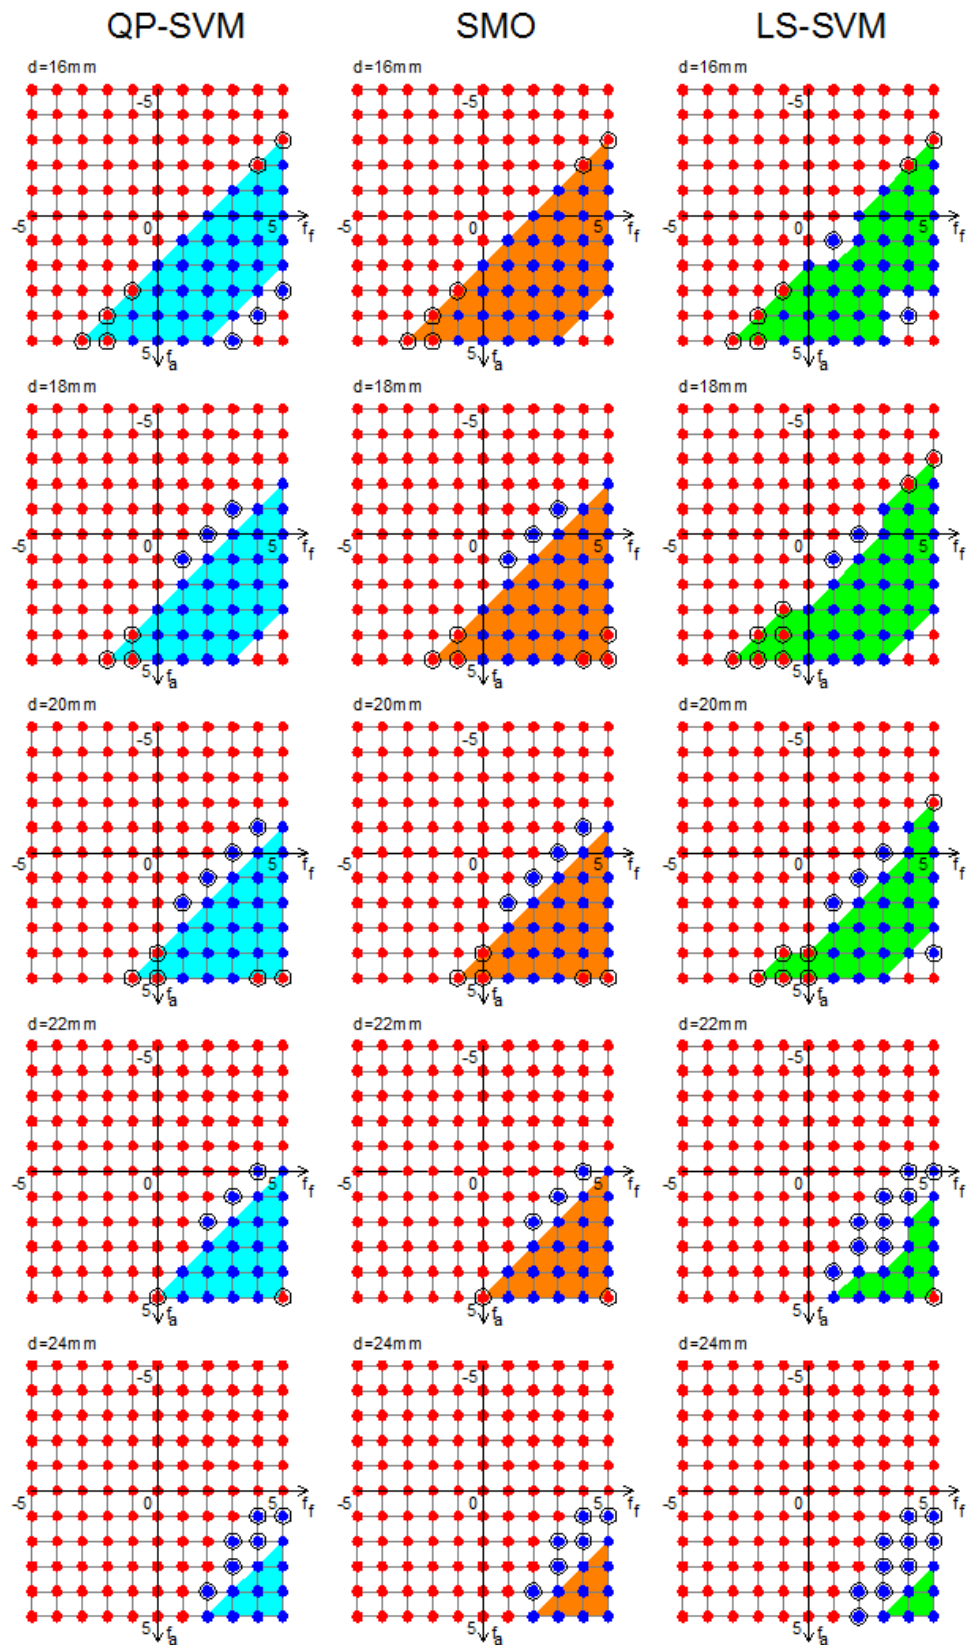 QP-SVM SMO LS-SVM
d=16mm d=16mm d=16mm
-5 -5 -5
-5 0 5 f_f -5 0 5 f_f -5 0 5 f_f
5 f_a 5 f_a 5 f_a
d=18mm d=18mm d=18mm
-5 -5 -5
-5 0 5 f_f -5 0 5 f_f -5 0 5 f_f
5 f_a 5 f_a 5 f_a
d=20mm d=20mm d=20mm
-5 -5 -5
-5 0 5 f_f -5 0 5 f_f -5 0 5 f_f
5 f_a 5 f_a 5 f_a
d=22mm d=22mm d=22mm
-5 -5 -5
-5 0 5 f_f -5 0 5 f_f -5 0 5 f_f
5 f_a 5 f_a 5 f_a
d=24mm d=24mm d=24mm
-5 -5 -5
-5 0 5 f_f -5 0 5 f_f -5 0 5 f_f
5 f_a 5 f_a 5 f_a